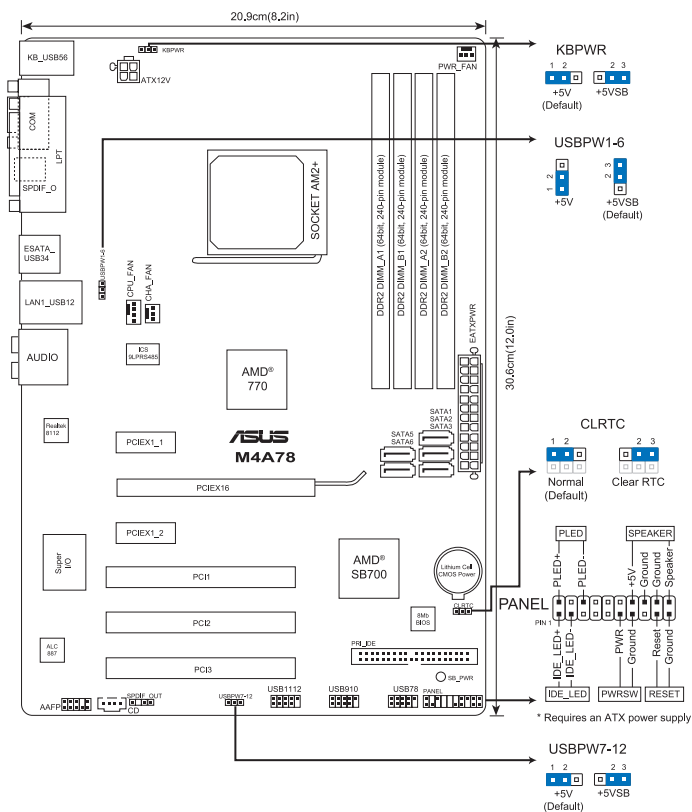 20.9cm(8.2in)
KB_USB56
KBPWR
ATX12V
PWR_FAN
COM
LPT
SPDIF_O
SOCKET AM2+
DDR2 DIMM_A1 (64bit, 240-pin module)
DDR2 DIMM_B1 (64bit, 240-pin module)
DDR2 DIMM_A2 (64bit, 240-pin module)
DDR2 DIMM_B2 (64bit, 240-pin module)
30.6cm(12.0in)
ESATA_
USB34
USBPW1-6
CPU_FAN
CHA_FAN
LAN1_USB12
EATXPWR
AUDIO
ICS
9LPRS485
AMD®
770
Realtek
8112
PCIEX1_1
ASUS
M4A78
SATA1
SATA2
SATA3
SATA5
SATA6
PCIEX16
PCIEX1_2
Super
I/O
AMD®
SB700
Lithium Cell
CMOS Power
PCI1
CLRTC
8Mb
BIOS
PCI2
ALC
887
PRI_IDE
PCI3
SB_PWR
AAFP
CD
SPDIF_OUT
USBPW7-12
USB1112
USB910
USB78
PANEL
KBPWR
1 2
2 3
+5V
(Default)
+5VSB
USBPW1-6
1
2
+5V
2
3
+5VSB
(Default)
CLRTC
1 2
2 3
Normal
(Default)
Clear RTC
PLED
SPEAKER
PLED+
PLED-
+5V
Ground
Ground
Speaker-
PANEL
PIN 1
IDE_LED+
IDE_LED-
PWR
Ground
Reset
Ground
IDE_LED
PWRSW
RESET
* Requires an ATX power supply
USBPW7-12
1 2
2 3
+5V
(Default)
+5VSB